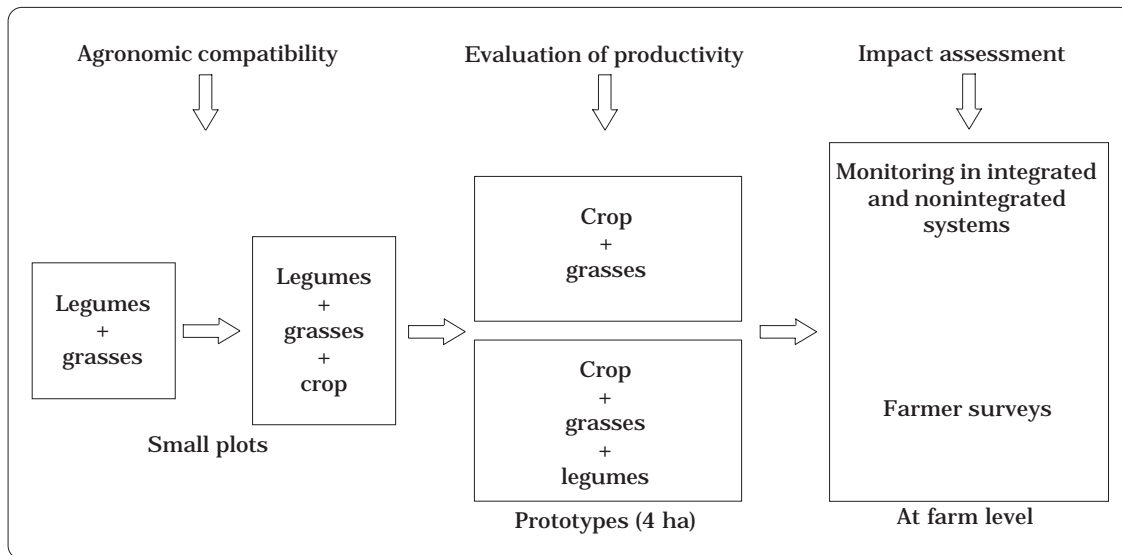 Agronomic compatibility
Evaluation of productivity
Impact assessment
Legumes
+
grasses
Legumes
+
grasses
+
crop
Small plots
Crop
+
grasses
Crop
+
grasses
+
legumes
Prototypes (4 ha)
Monitoring in integrated
and nonintegrated
systems
Farmer surveys
At farm level